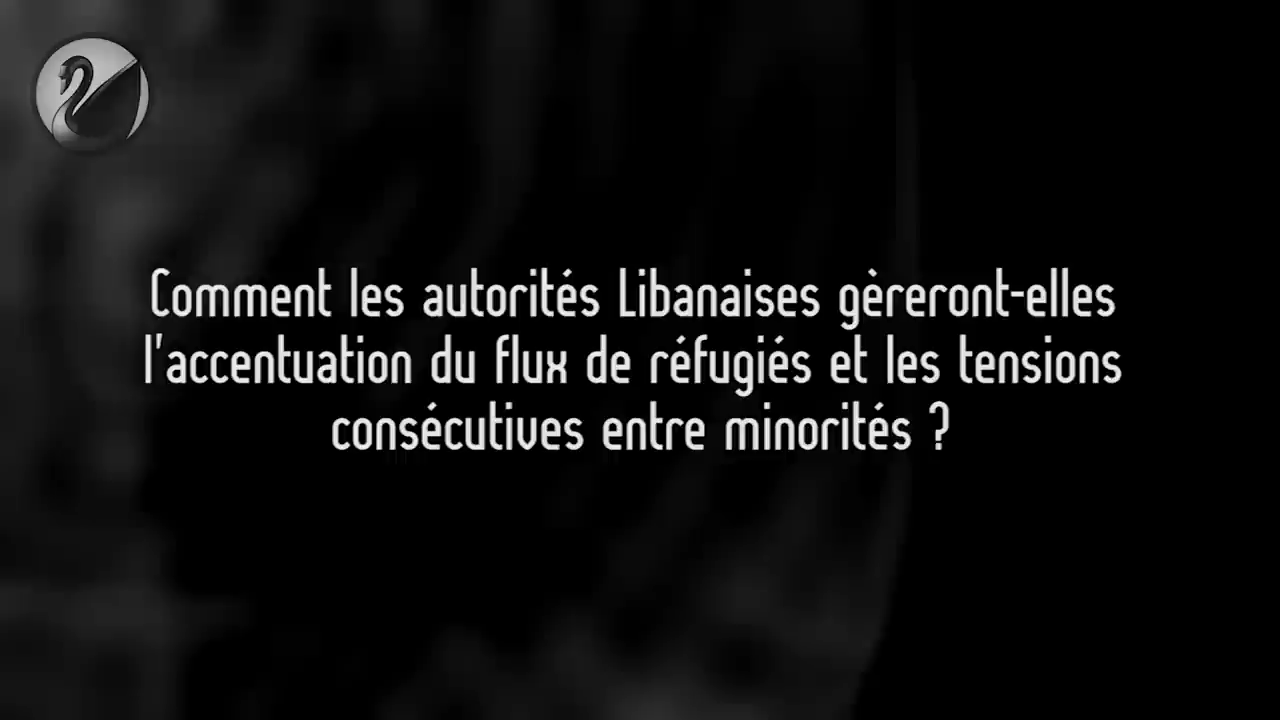 Comment les autorités Libanaises gèreront-elles
l'accentuation du flux de réfugiés et les tensions
consécutives entre minorités ?